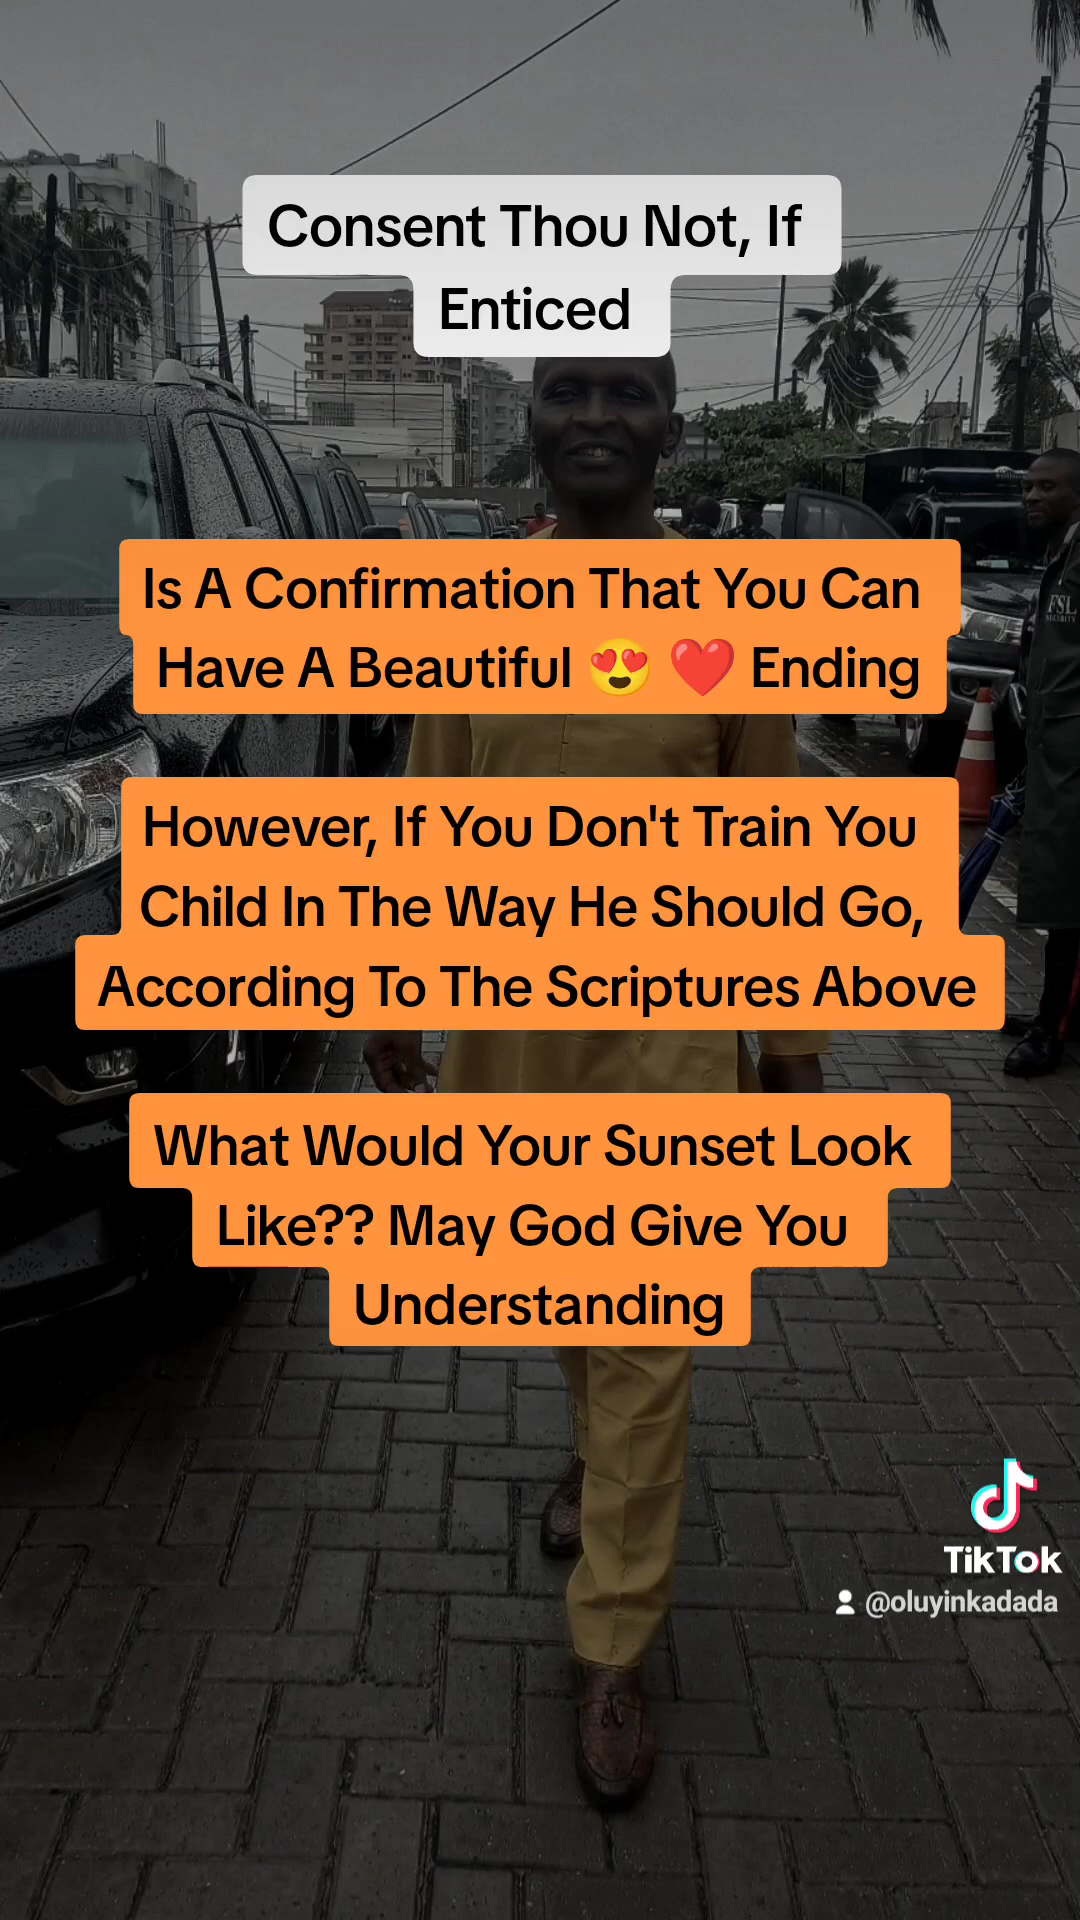 Consent Thou Not, If
Enticed
Is A Confirmation That You Can
Have A Beautiful 😍 ❤️ Ending
However, If You Don't Train You
Child In The Way He Should Go,
According To The Scriptures Above
What Would Your Sunset Look
Like?? May God Give You
Understanding
FSL
SECURITY
TikTok
@oluyinkadada